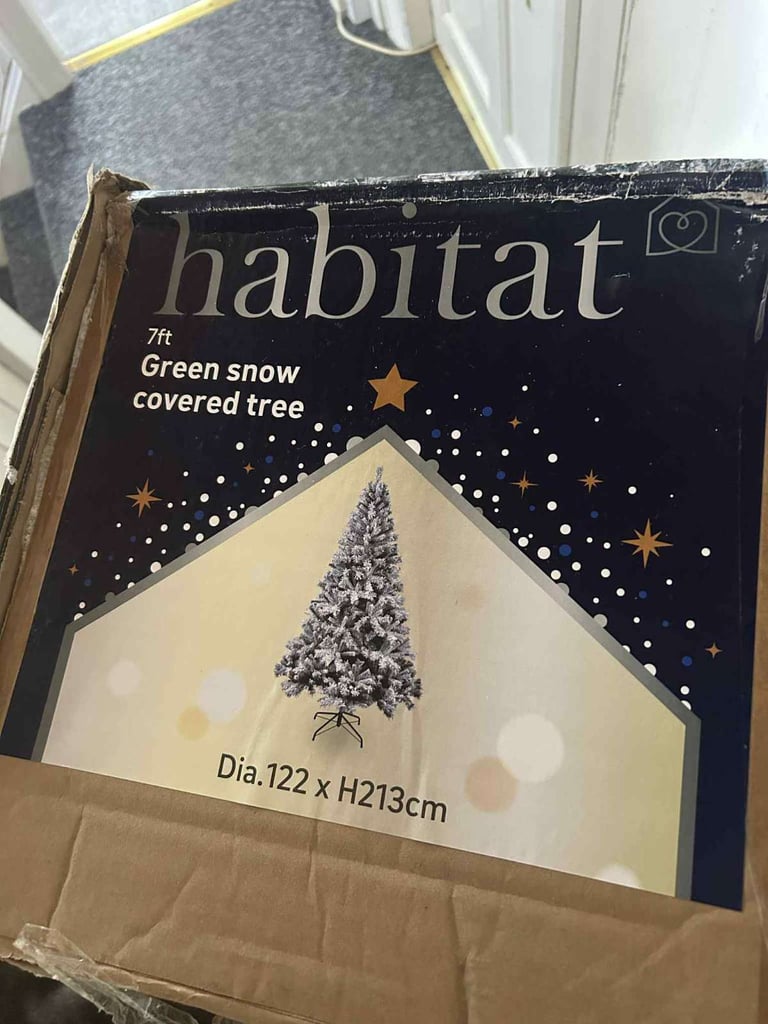 habitat
7ft
Green snow
covered tree
Dia.122 x H213cm